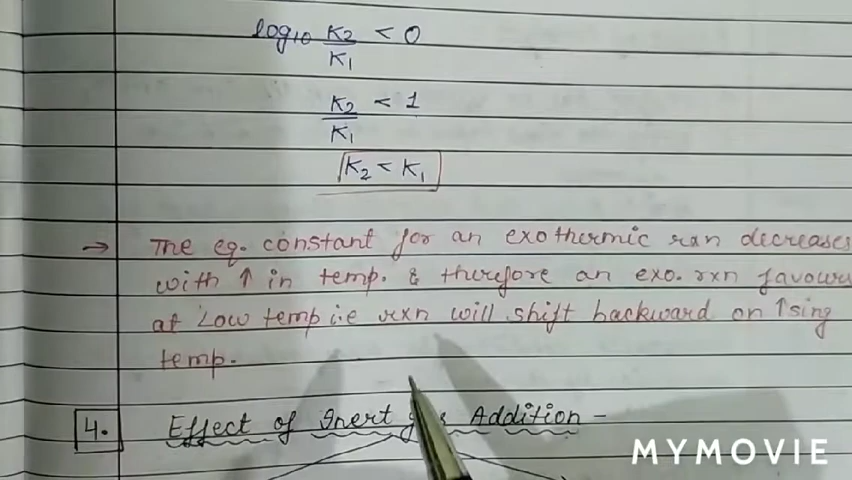 log10 K2/K1 < 0
K2/K1 < 1
K2 < K1
→ The eq. constant for an exothermic rxn decreases
with ↑ in temp. & therefore an exo. rxn favours
at Low temp i.e rxn will shift backward on ↑sing
temp.
4. Effect of Inert gas Addition -
MYMOVIE